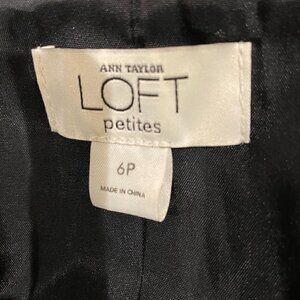 ANN TAYLOR
LOFT
petites
6P
MADE IN CHINA